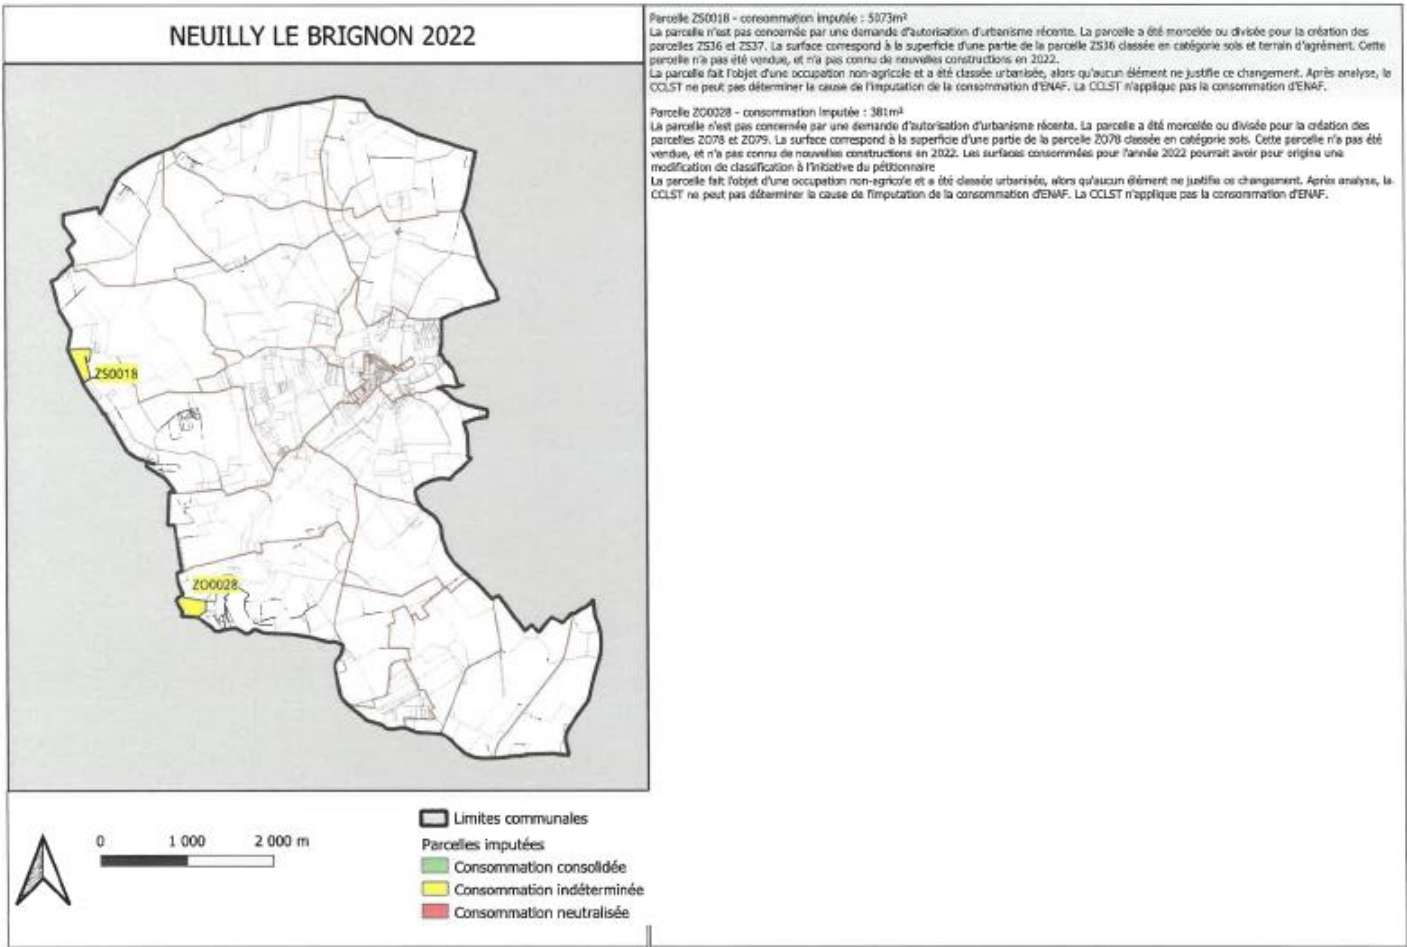 NEUILLY LE BRIGNON 2022
Parcelle ZS0018 - consommation imputée : 5073m²
La parcelle n'est pas concernée par une demande d'autorisation d'urbanisme récente. La parcelle a été morcelée ou divisée pour la création des
parcelles ZS36 et ZS37. La surface correspond à la superficie d'une partie de la parcelle ZS36 classée en catégorie sols et terrain d'agrément. Cette
parcelle n'a pas été vendue, et n'a pas connu de nouvelles constructions en 2022.
La parcelle fait l'objet d'une occupation non-agricole et a été classée urbanisée, alors qu'aucun élément ne justifie ce changement. Après analyse, la
CCLST ne peut pas déterminer la cause de l'imputation de la consommation d'ENAF. La CCLST n'applique pas la consommation d'ENAF.
Parcelle ZO0028 - consommation imputée : 381m²
La parcelle n'est pas concernée par une demande d'autorisation d'urbanisme récente. La parcelle a été morcelée ou divisée pour la création des
parcelles ZO78 et ZO79. La surface correspond à la superficie d'une partie de la parcelle ZO78 classée en catégorie sols. Cette parcelle n'a pas été
vendue, et n'a pas connu de nouvelles constructions en 2022. Les surfaces consommées pour l'année 2022 pourrait avoir pour origine une
modification de classification à l'initiative du pétitionnaire
La parcelle fait l'objet d'une occupation non-agricole et a été classée urbanisée, alors qu'aucun élément ne justifie ce changement. Après analyse, la
CCLST ne peut pas déterminer la cause de l'imputation de la consommation d'ENAF. La CCLST n'applique pas la consommation d'ENAF.
ZS0018
ZO0028
0 1 000 2 000 m
Limites communales
Parcelles imputées
Consommation consolidée
Consommation indéterminée
Consommation neutralisée